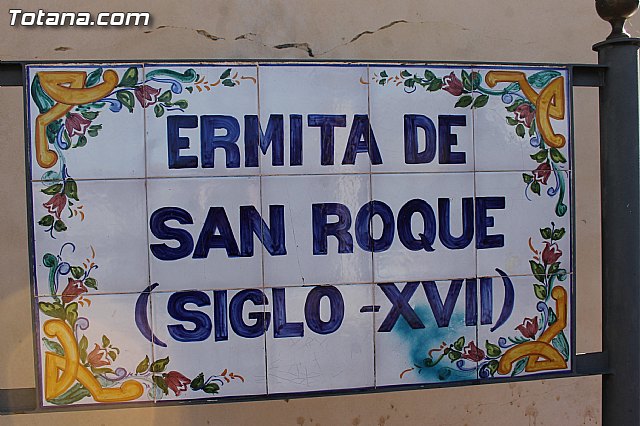 Totana.com
ERMITA DE
SAN ROQUE
(SIGLO -XVII)